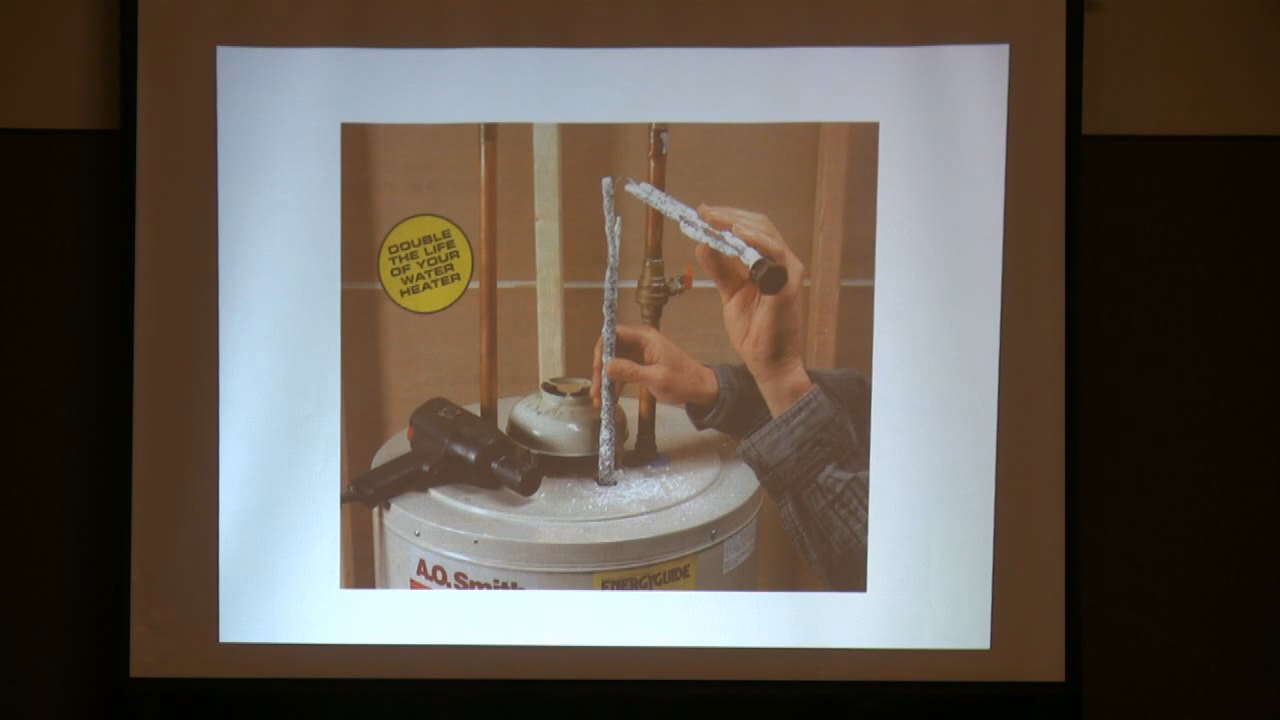 DOUBLE
THE LIFE
OF YOUR
WATER
HEATER
A.O. Smith
ENERGYGUIDE